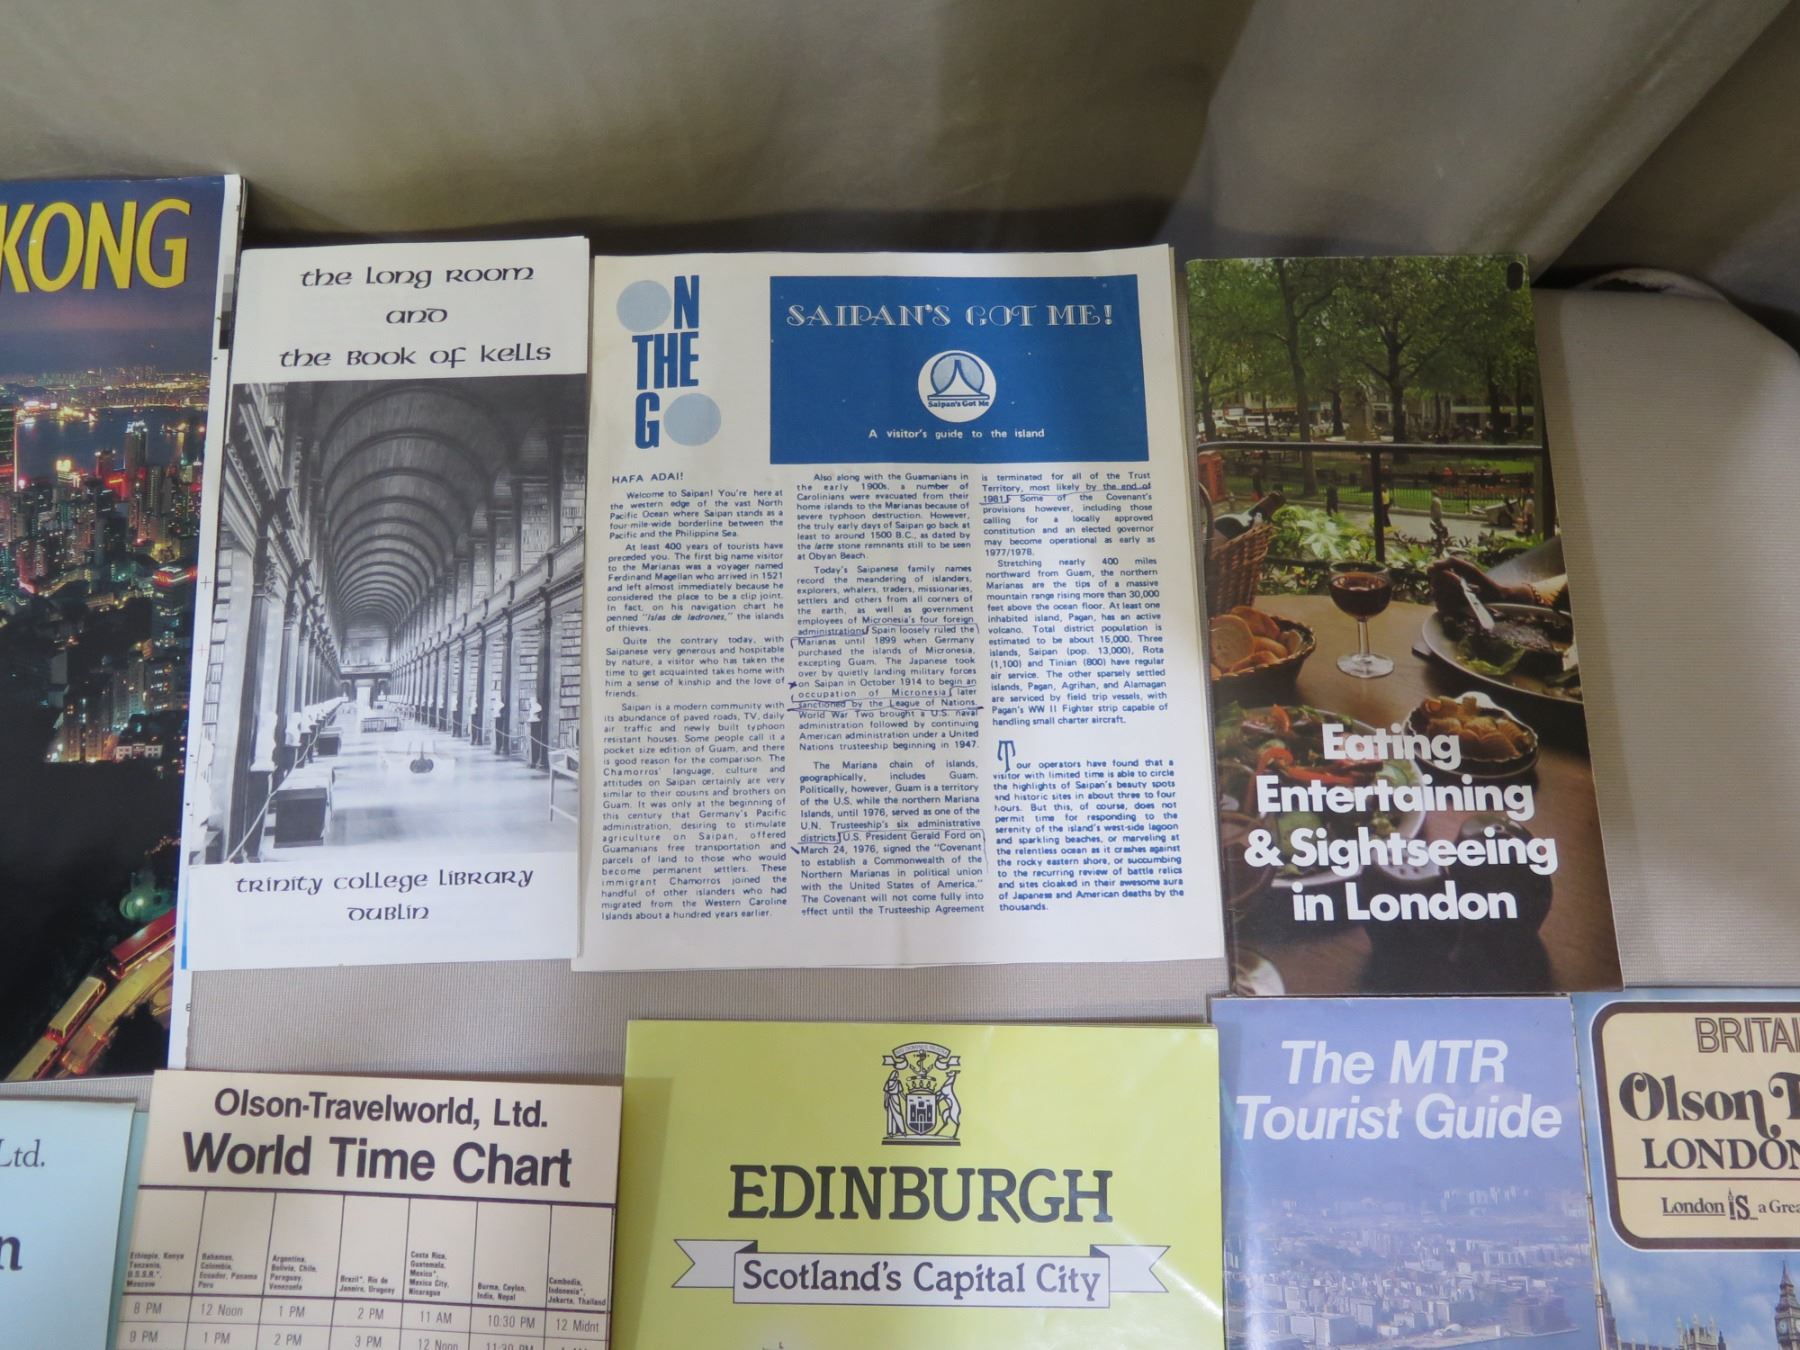 KONG
the Long Room
and
the Book of Kells
trinity college library
dublin
ON
THE
GO
SAIPAN'S GOT ME!
Saipan's Got Me
A visitor's guide to the island
HAFA ADAI!
Welcome to Saipan! You're here at
the western edge of the vast North
Pacific Ocean where Saipan stands as a
four-mile-wide borderline between the
Pacific and the Philippine Sea.
At least 400 years of tourists have
preceded you. The first big name visitor
to the Marianas was a voyager named
Ferdinand Magellan who arrived in 1521
and left almost immediately because he
considered the place to be a clip joint.
In fact, on his navigation chart he
penned "Islas de ladrones," the islands
of thieves.
Quite the contrary today, with
Saipanese very generous and hospitable
by nature, a visitor who has taken the
time to get acquainted takes home with
him a sense of kinship and the love of
friends.
Saipan is a modern community with
its abundance of paved roads, TV, daily
air traffic and newly built typhoon
resistant houses. Some people call it a
pocket size edition of Guam, and there
is good reason for the comparison. The
Chamorros' language, culture and
attitudes on Saipan certainly are very
similar to their cousins and brothers on
Guam. It was only at the beginning of
this century that Germany's Pacific
administration, desiring to stimulate
agriculture on Saipan, offered
Guamanians free transportation and
parcels of land to those who would
become permanent settlers. These
immigrant Chamorros joined the
handful of other islanders who had
migrated from the Western Caroline
Islands about a hundred years earlier.
Also along with the Guamanians in
the early 1900s, a number of
Carolinians were evacuated from their
home islands to the Marianas because of
severe typhoon destruction. However,
the truly early days of Saipan go back at
least to around 1500 B.C., as dated by
the latte stone remnants still to be seen
at Obyan Beach.
Today's Saipanese family names
record the meandering of islanders,
explorers, whalers, traders, missionaries,
settlers and others from all corners of
the earth, as well as government
employees of Micronesia's four foreign
administrations. Spain loosely ruled the
Marianas until 1899 when Germany
purchased the islands of Micronesia,
excepting Guam. The Japanese took
over by quietly landing military forces
on Saipan in October 1914 to begin an
occupation of Micronesia later
sanctioned by the League of Nations.
World War Two brought a U.S. naval
administration followed by continuing
American administration under a United
Nations trusteeship beginning in 1947.
The Mariana chain of islands,
geographically, includes Guam.
Politically, however, Guam is a territory
of the U.S. while the northern Mariana
Islands, until 1976, served as one of the
U.N. Trusteeship's six administrative
districts. U.S. President Gerald Ford on
March 24, 1976, signed the "Covenant
to establish a Commonwealth of the
Northern Marianas in political union
with the United States of America."
The Covenant will not come fully into
effect until the Trusteeship Agreement
is terminated for all of the Trust
Territory, most likely by the end of
1981. Some of the Covenant's
provisions however, including those
calling for a locally approved
constitution and an elected governor
may become operational as early as
1977/1978.
Stretching nearly 400 miles
northward from Guam, the northern
Marianas are the tips of a massive
mountain range rising more than 30,000
feet above the ocean floor. At least one
inhabited island, Pagan, has an active
volcano. Total district population is
estimated to be about 15,000. Three
islands, Saipan (pop. 13,000), Rota
(1,100) and Tinian (800) have regular
air service. The other sparsely settled
islands, Pagan, Agrihan, and Alamagan
are serviced by field trip vessels, with
Pagan's WW II Fighter strip capable of
handling small charter aircraft.
Tour operators have found that a
visitor with limited time is able to circle
the highlights of Saipan's beauty spots
and historic sites in about three to four
hours. But this, of course, does not
permit time for responding to the
serenity of the island's west-side lagoon
and sparkling beaches, or marveling at
the relentless ocean as it crashes against
the rocky eastern shore, or succumbing
to the recurring review of battle relics
and sites cloaked in their awesome aura
of Japanese and American deaths by the
thousands.
Eating
Entertaining
& Sightseeing
in London
Ltd.
n
Olson-Travelworld, Ltd.
World Time Chart
Ethiopia, Kenya
Tanzania,
U.S.S.R.*,
Moscow
Bahamas,
Colombia,
Ecuador, Panama
Peru
Argentina,
Bolivia, Chile,
Paraguay,
Venezuela
Brazil*, Rio de
Janeiro, Uruguay
Costa Rica,
Guatemala,
Mexico*,
Mexico City,
Nicaragua
Burma, Ceylon,
India, Nepal
Cambodia,
Indonesia*,
Jakarta, Thailand
8 PM 12 Noon 1 PM 2 PM 11 AM 10:30 PM 12 Midnt
9 PM 1 PM 2 PM 3 PM 12 Noon 11:30 PM
EDINBURGH
Scotland's Capital City
The MTR
Tourist Guide
BRITAI
Olson
LONDON
London is... a Grea